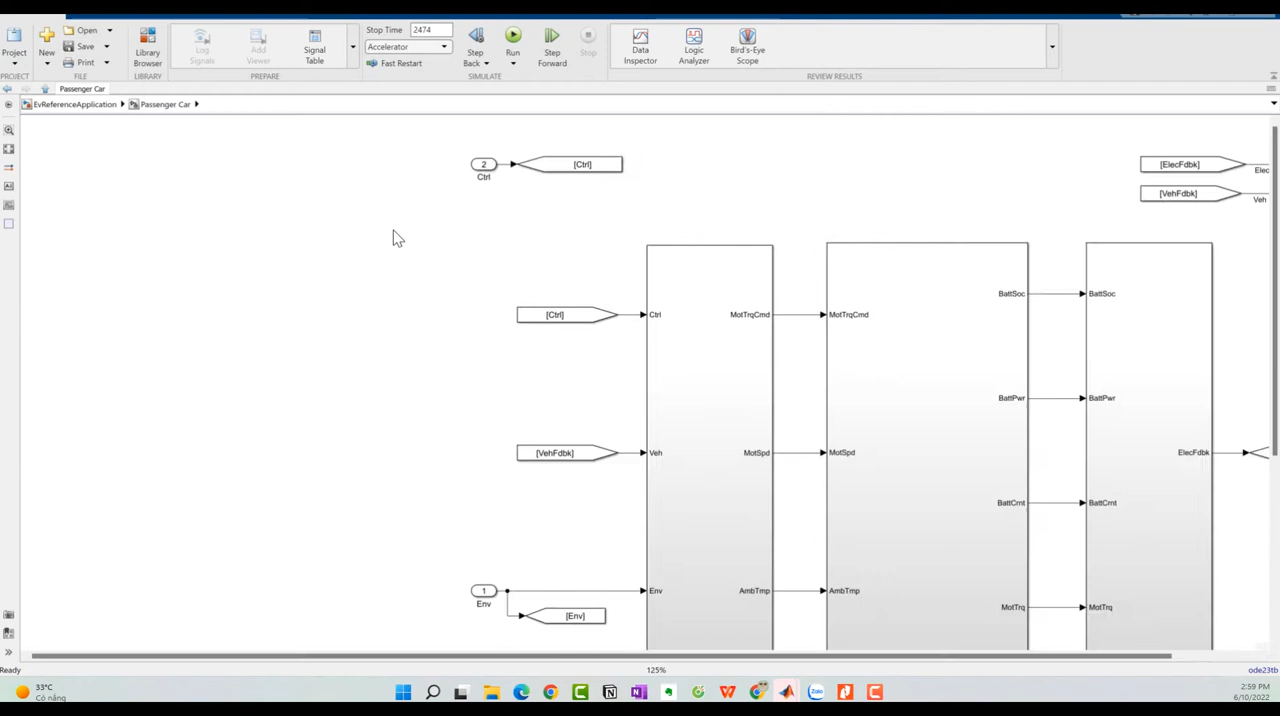 Open
Save
Print
Project
New
Library
Browser
Log
Signals
Add
Viewer
Signal
Table
Stop Time 2474
Accelerator
Fast Restart
Step
Back
Run
Step
Forward
Stop
Data
Inspector
Logic
Analyzer
Bird's-Eye
Scope
PROJECT FILE LIBRARY PREPARE SIMULATE REVIEW RESULTS
Passenger Car
EvReferenceApplication Passenger Car
2 [Ctrl]
Ctrl
[ElecFdbk] Elec
[VehFdbk] Veh
BattSoc BattSoc
[Ctrl] Ctrl MotTrqCmd MotTrqCmd
BattPwr BattPwr
[VehFdbk] Veh MotSpd MotSpd ElecFdbk
BattCrnt BattCrnt
1 Env AmbTmp AmbTmp
Env
[Env]
MotTrq MotTrq
Ready 125% ode23tb
33°C
Có nắng
Zalo
2:59 PM
6/10/2022